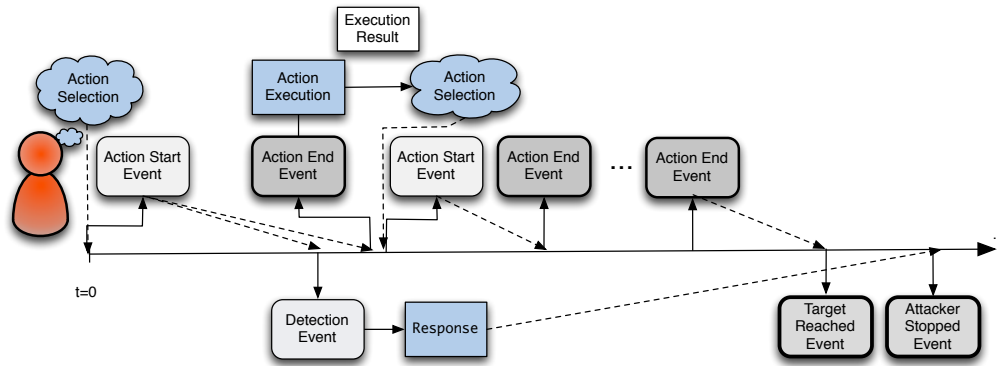 Execution
Result
Action
Selection
Action
Execution
Action
Selection
Action Start
Event
Action End
Event
Action Start
Event
Action End
Event
...
Action End
Event
t=0
Detection
Event
Response
Target
Reached
Event
Attacker
Stopped
Event